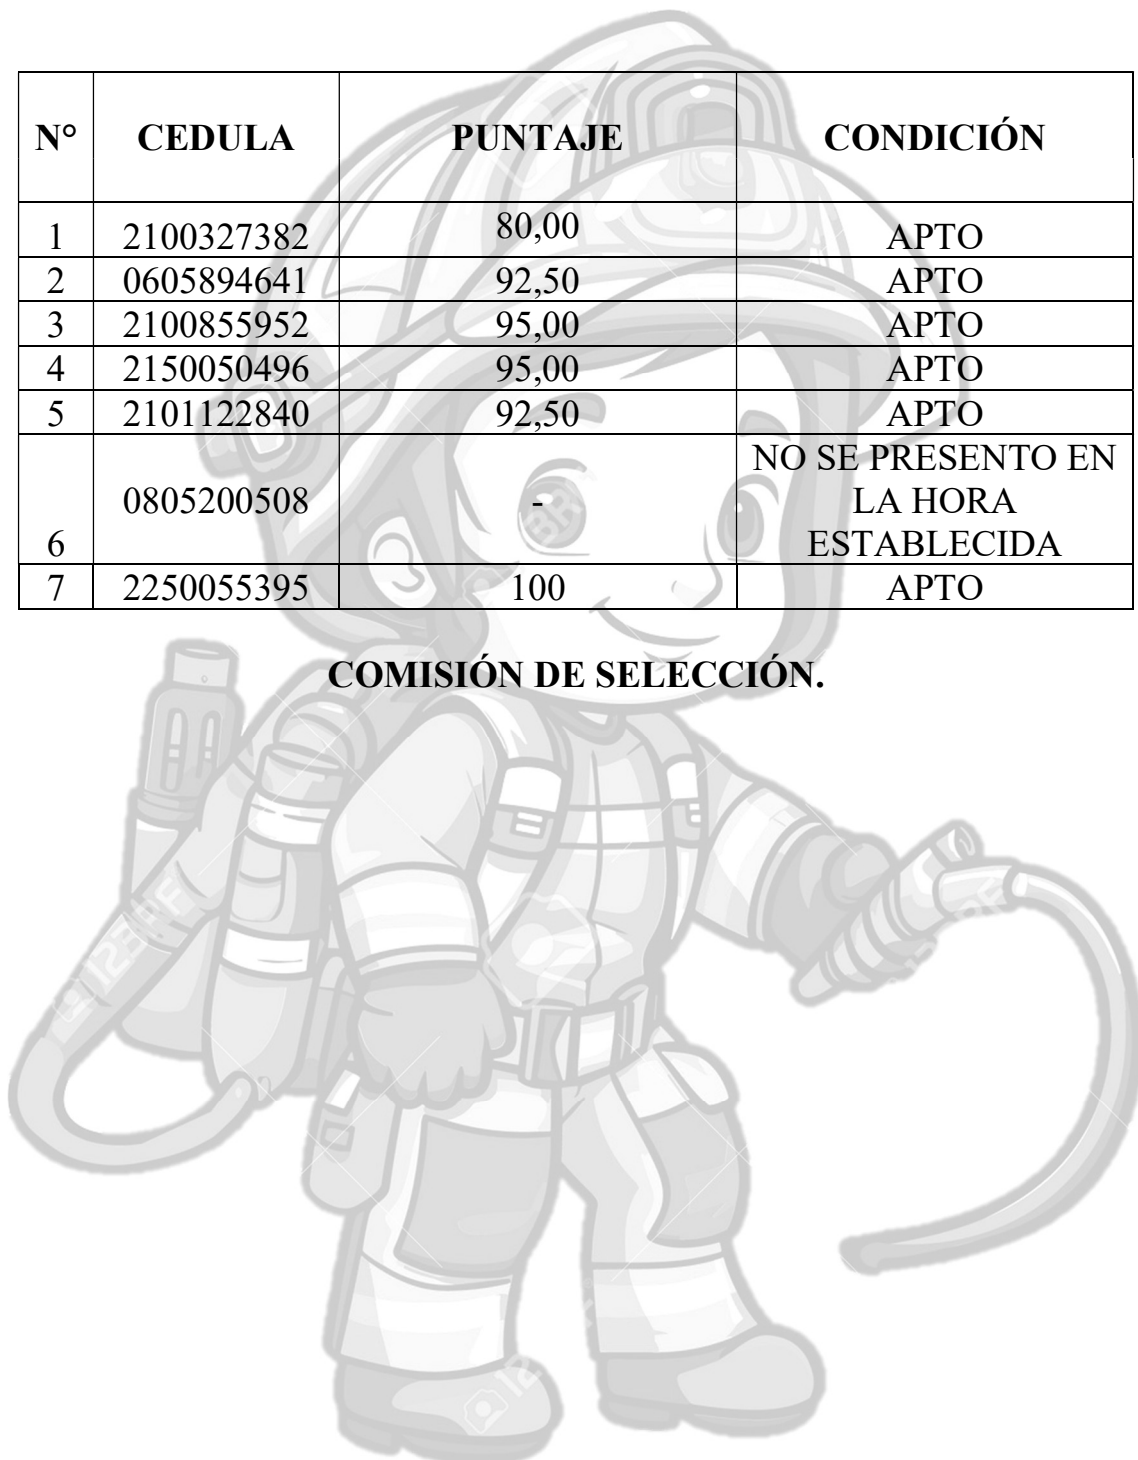 N° CEDULA PUNTAJE CONDICIÓN
1 2100327382 80,00 APTO
2 0605894641 92,50 APTO
3 2100855952 95,00 APTO
4 2150050496 95,00 APTO
5 2101122840 92,50 APTO
NO SE PRESENTO EN
0805200508 - LA HORA
6 ESTABLECIDA
7 2250055395 100 APTO
COMISIÓN DE SELECCIÓN.
123RF